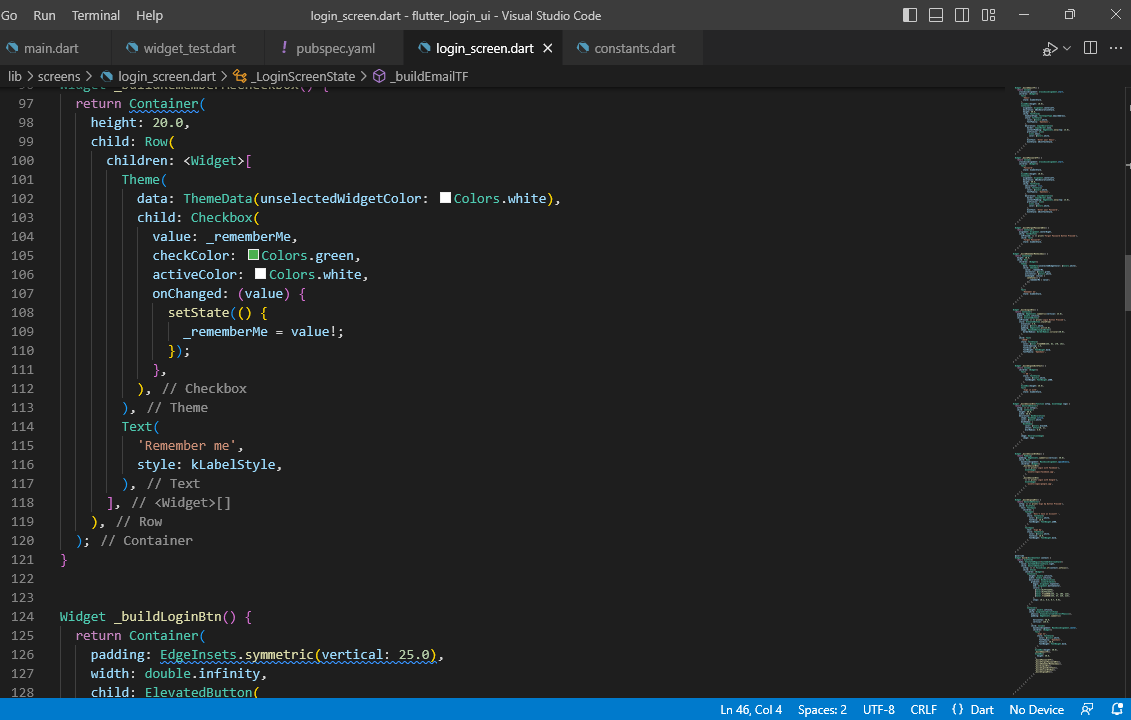 Go Run Terminal Help login_screen.dart - flutter_login_ui - Visual Studio Code
main.dart widget_test.dart ! pubspec.yaml login_screen.dart constants.dart
lib > screens > login_screen.dart > _LoginScreenState > _buildEmailTF
96 Widget _buildRememberMeCheckbox() {
97 return Container(
98 height: 20.0,
99 child: Row(
100 children: <Widget>[
101 Theme(
102 data: ThemeData(unselectedWidgetColor: Colors.white),
103 child: Checkbox(
104 value: _rememberMe,
105 checkColor: Colors.green,
106 activeColor: Colors.white,
107 onChanged: (value) {
108 setState(() {
109 _rememberMe = value!;
110 });
111 },
112 ), // Checkbox
113 ), // Theme
114 Text(
115 'Remember me',
116 style: kLabelStyle,
117 ), // Text
118 ], // <Widget>[]
119 ), // Row
120 ); // Container
121 }
122
123
124 Widget _buildLoginBtn() {
125 return Container(
126 padding: EdgeInsets.symmetric(vertical: 25.0),
127 width: double.infinity,
128 child: ElevatedButton(
Ln 46, Col 4 Spaces: 2 UTF-8 CRLF {} Dart No Device